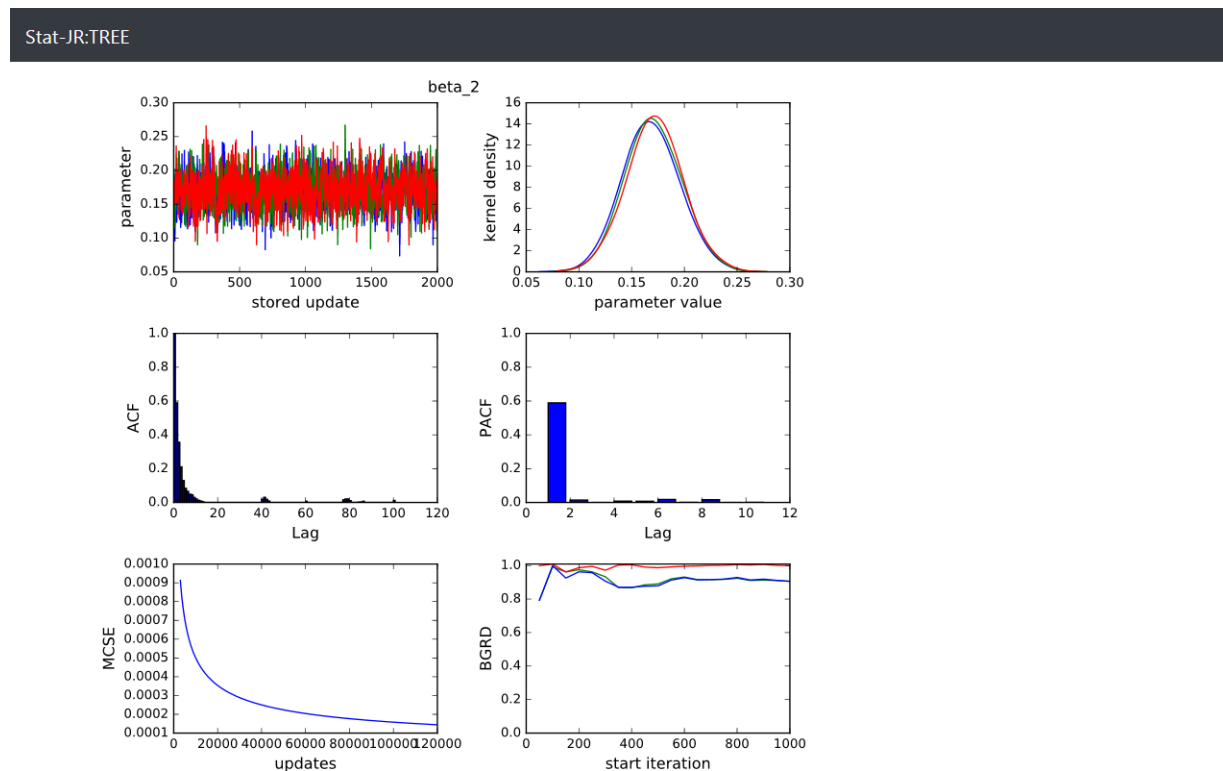 Stat-JR:TREE
beta_2
0.30
0.25
0.20
0.15
0.10
0.05
parameter
0 500 1000 1500 2000
stored update
16
14
12
10
8
6
4
2
0
kernel density
0.05 0.10 0.15 0.20 0.25 0.30
parameter value
1.0
0.8
0.6
0.4
0.2
0.0
ACF
0 20 40 60 80 100 120
Lag
1.0
0.8
0.6
0.4
0.2
0.0
PACF
0 2 4 6 8 10 12
Lag
0.0010
0.0009
0.0008
0.0007
0.0006
0.0005
0.0004
0.0003
0.0002
0.0001
MCSE
0 20000 40000 60000 80000 100000 120000
updates
1.0
0.8
0.6
0.4
0.2
0.0
BGRD
0 200 400 600 800 1000
start iteration